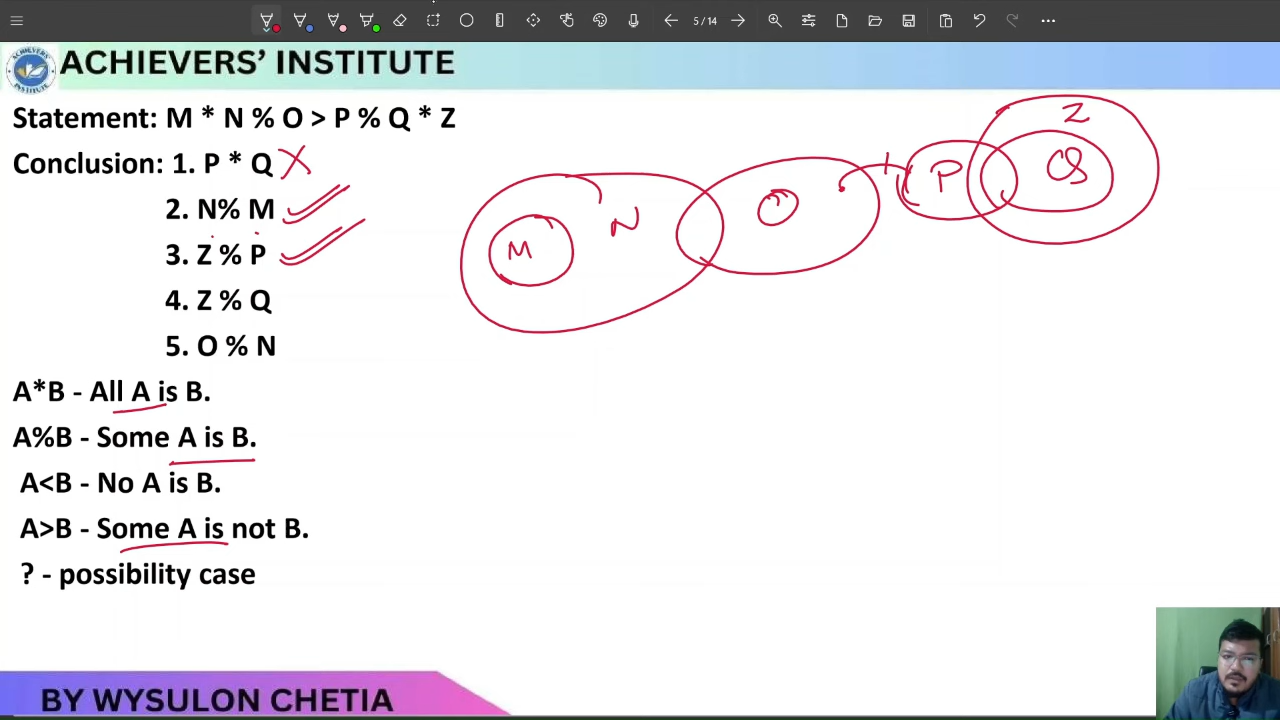 5/14
ACHIEVERS' INSTITUTE
Statement: M * N % O > P % Q * Z
Conclusion: 1. P * Q
2. N% M
3. Z % P
4. Z % Q
5. O % N
A*B - All A is B.
A%B - Some A is B.
A<B - No A is B.
A>B - Some A is not B.
? - possibility case
M
N
O
P
Q
Z
BY WYSULON CHETIA